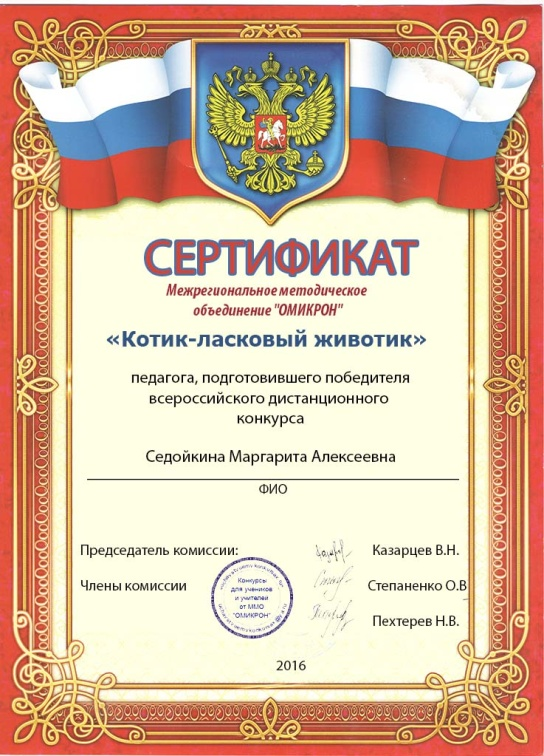 СЕРТИФИКАТ
Межрегиональное методическое
объединение "ОМИКРОН"
«Котик-ласковый животик»
педагога, подготовившего победителя
всероссийского дистанционного
конкурса
Седойкина Маргарита Алексеевна
ФИО
Председатель комиссии:
Казарцев В.Н.
Члены комиссии
Степаненко О.В
Пехтерев Н.В.
Конкурсы
для учеников
и учителей
от ММО
"ОМИКРОН"
2016